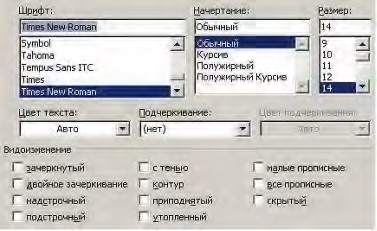 Шрифт: Начертание: Размер:
Times New Roman Обычный 14
Symbol Обычный 9
Tahoma Курсив 10
Tempus Sans ITC Полужирный 11
Times Полужирный Курсив 12
Times New Roman 14
Цвет текста: Подчеркивание: Цвет подчеркивания:
Авто (нет) Авто
Видоизменение
зачеркнутый с тенью малые прописные
двойное зачеркивание контур все прописные
надстрочный приподнятый скрытый
подстрочный утопленный